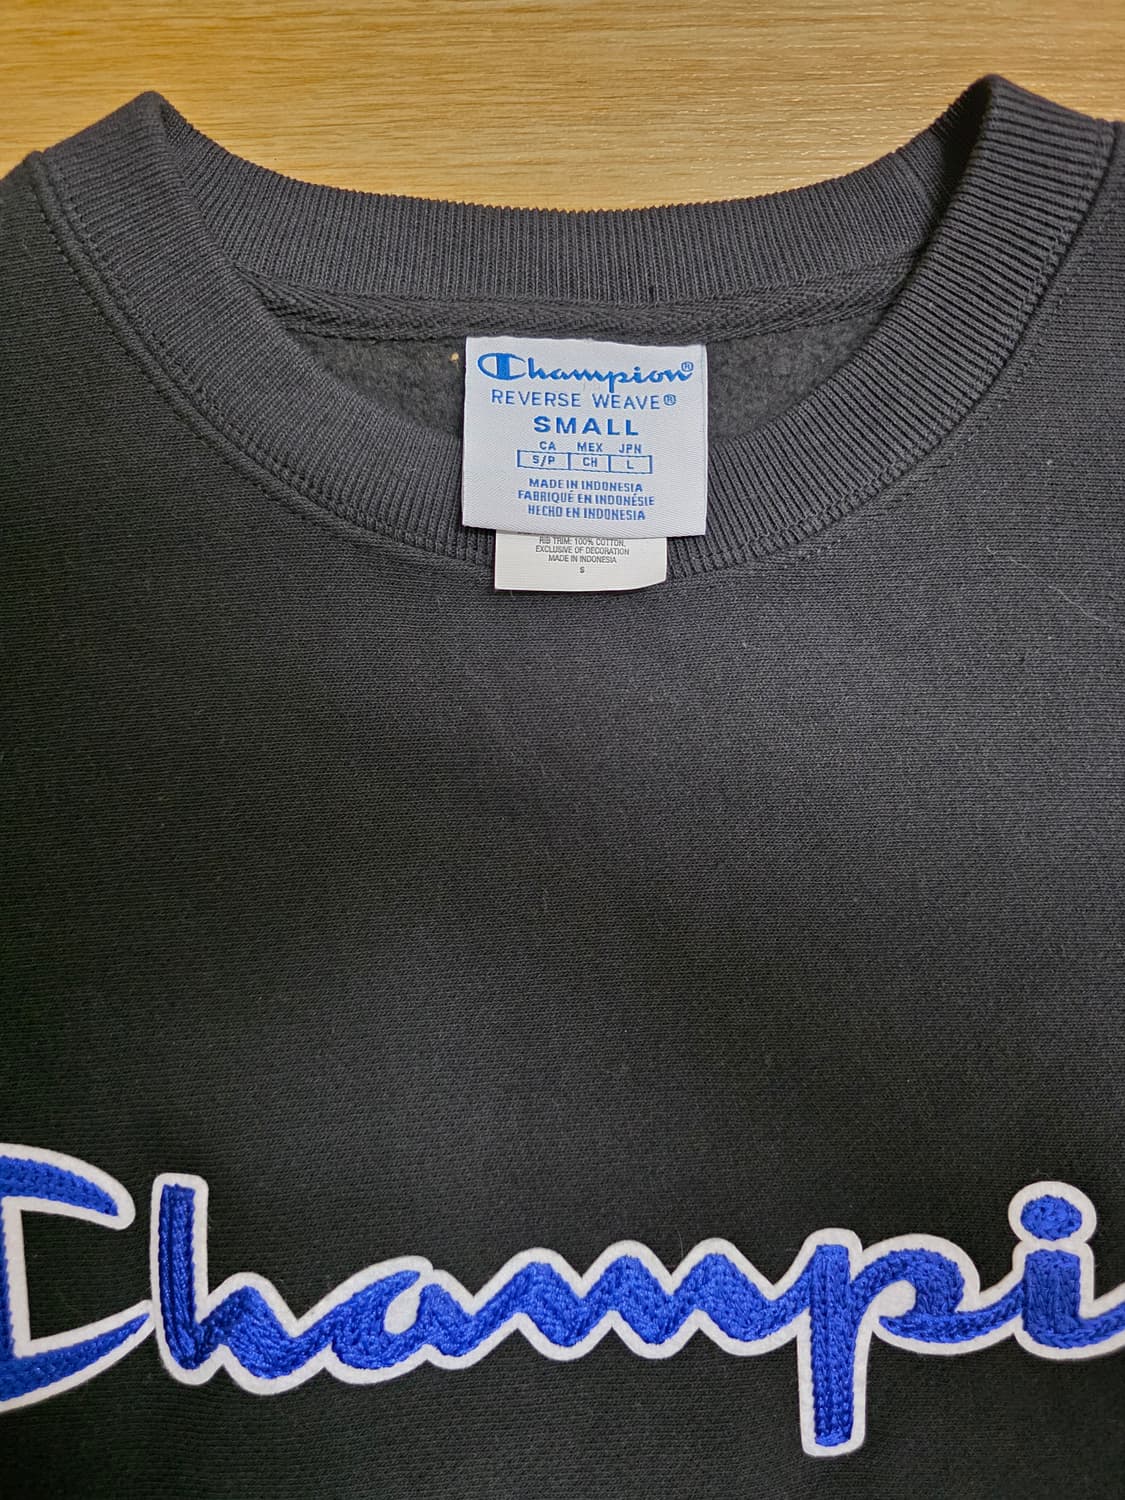 Champion®
REVERSE WEAVE®
SMALL
CA MEX JPN
S/P CH L
MADE IN INDONESIA
FABRIQUÉ EN INDONÉSIE
HECHO EN INDONESIA
RIB TRIM: 100% COTTON,
EXCLUSIVE OF DECORATION
MADE IN INDONESIA
S
Champi